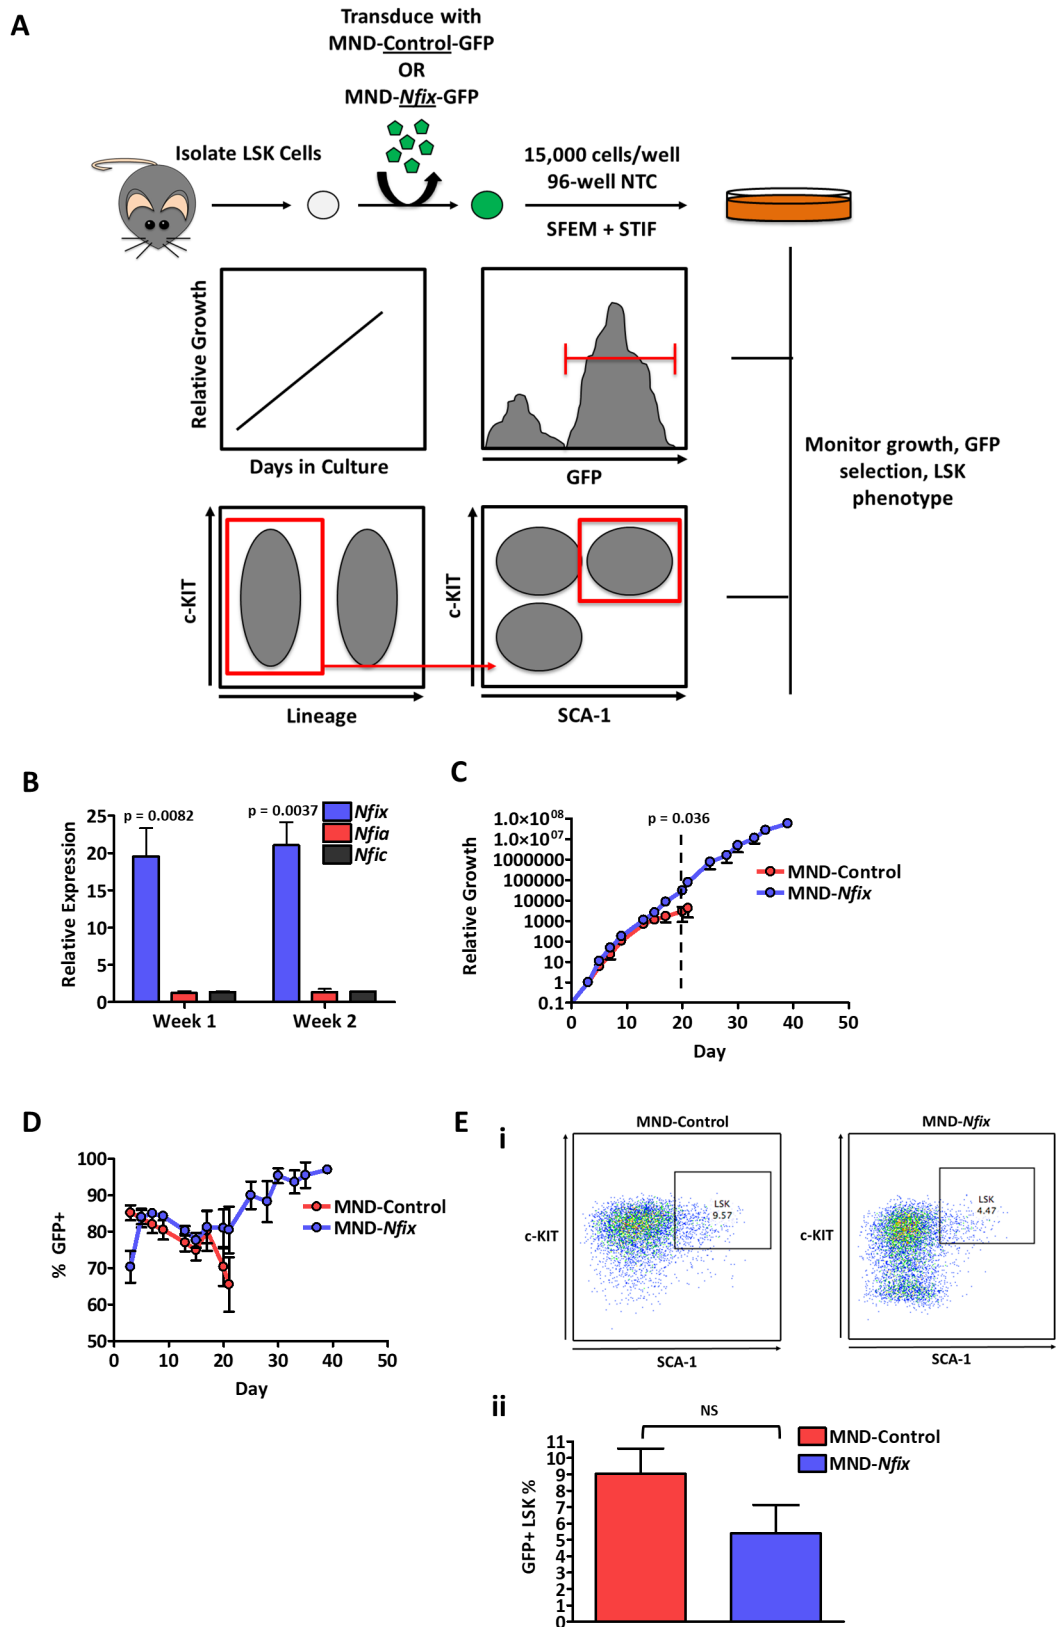 A
Transduce with
MND-Control-GFP
OR
MND-Nfix-GFP
Isolate LSK Cells
15,000 cells/well
96-well NTC
SFEM + STIF
Relative Growth
Days in Culture
GFP
Monitor growth, GFP
selection, LSK
phenotype
c-KIT
Lineage
c-KIT
SCA-1
B
p = 0.0082
p = 0.0037
Nfix
Nfia
Nfic
Relative Expression
25
20
15
10
5
0
Week 1
Week 2
C
p = 0.036
Relative Growth
1.0×10⁰⁸
1.0×10⁰⁷
1000000
100000
10000
1000
100
10
1
0.1
0 10 20 30 40 50
Day
MND-Control
MND-Nfix
D
% GFP+
100
90
80
70
60
50
0 10 20 30 40 50
Day
MND-Control
MND-Nfix
E
i
MND-Control
LSK
9.57
c-KIT
SCA-1
MND-Nfix
LSK
4.47
c-KIT
SCA-1
ii
NS
MND-Control
MND-Nfix
GFP+ LSK %
11
10
9
8
7
6
5
4
3
2
1
0